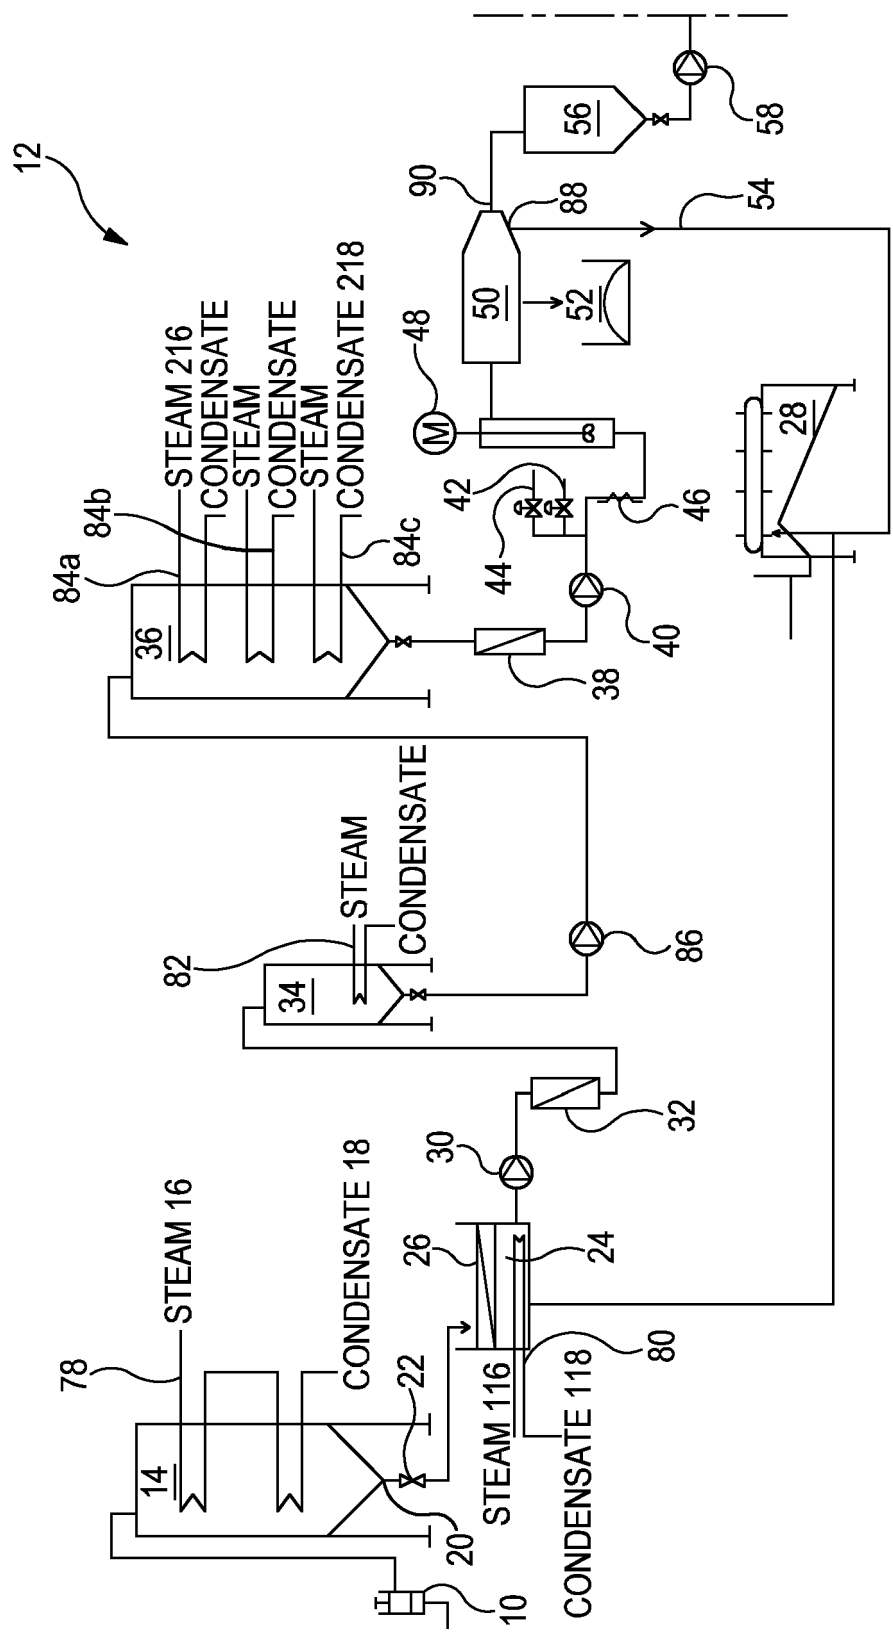 12
10
14
78
STEAM 16
CONDENSATE 18
20
22
26
24
STEAM 116
CONDENSATE 118
80
30
32
34
82
STEAM
CONDENSATE
86
36
84a
84b
84c
STEAM 216
CONDENSATE
STEAM
CONDENSATE
STEAM
CONDENSATE 218
38
40
44
42
46
48
M
50
52
90
88
54
56
58
28